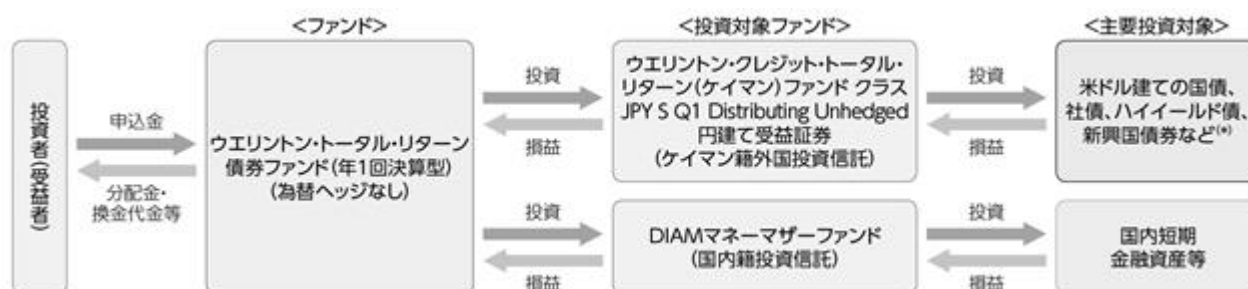 <ファンド>
<投資対象ファンド>
<主要投資対象>
投資者(受益者)
申込金
分配金・
換金代金等
ウエリントン・トータル・リターン
債券ファンド(年1回決算型)
(為替ヘッジなし)
投資
損益
ウエリントン・クレジット・トータル・
リターン(ケイマン)ファンド クラス
JPY S Q1 Distributing Unhedged
円建て受益証券
(ケイマン籍外国投資信託)
投資
損益
米ドル建ての国債、
社債、ハイイールド債、
新興国債券など(*)
投資
損益
DIAMマネーマザーファンド
(国内籍投資信託)
投資
損益
国内短期
金融資産等